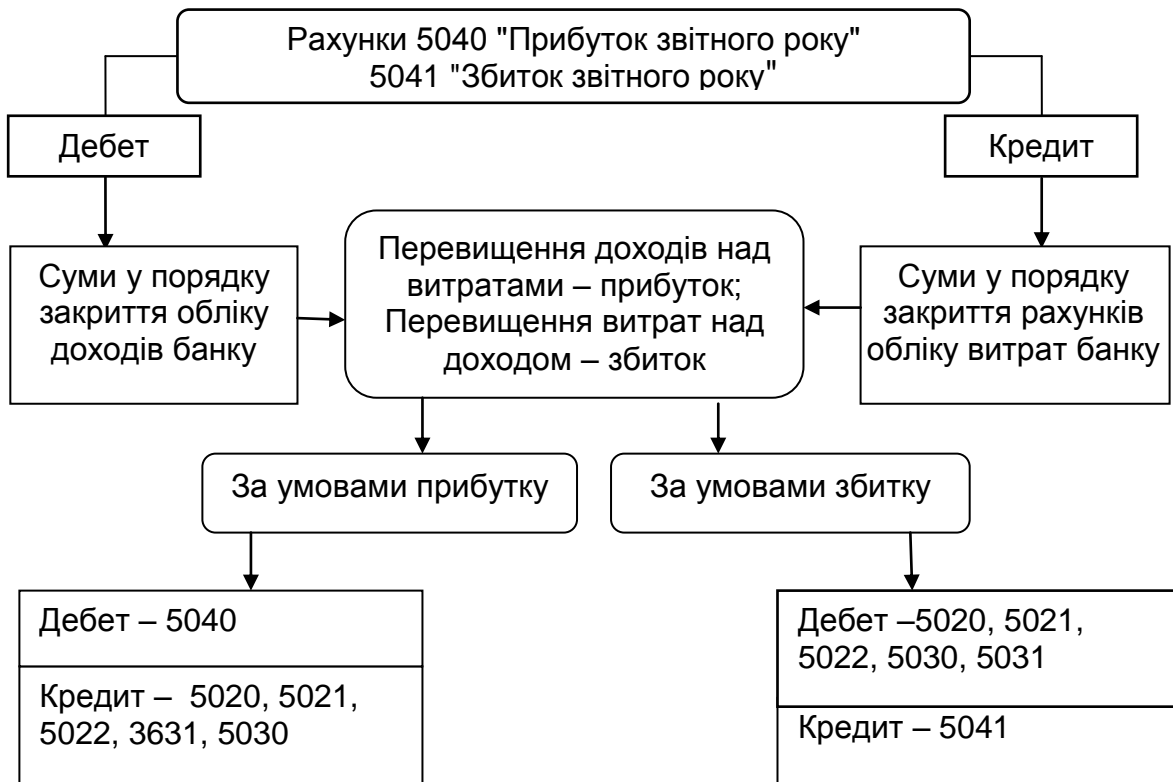 Рахунки 5040 "Прибуток звітного року"
5041 "Збиток звітного року"
Дебет
Кредит
Суми у порядку
закриття обліку
доходів банку
Перевищення доходів над
витратами – прибуток;
Перевищення витрат над
доходом – збиток
Суми у порядку
закриття рахунків
обліку витрат банку
За умовами прибутку
За умовами збитку
Дебет – 5040
Кредит – 5020, 5021,
5022, 3631, 5030
Дебет –5020, 5021,
5022, 5030, 5031
Кредит – 5041